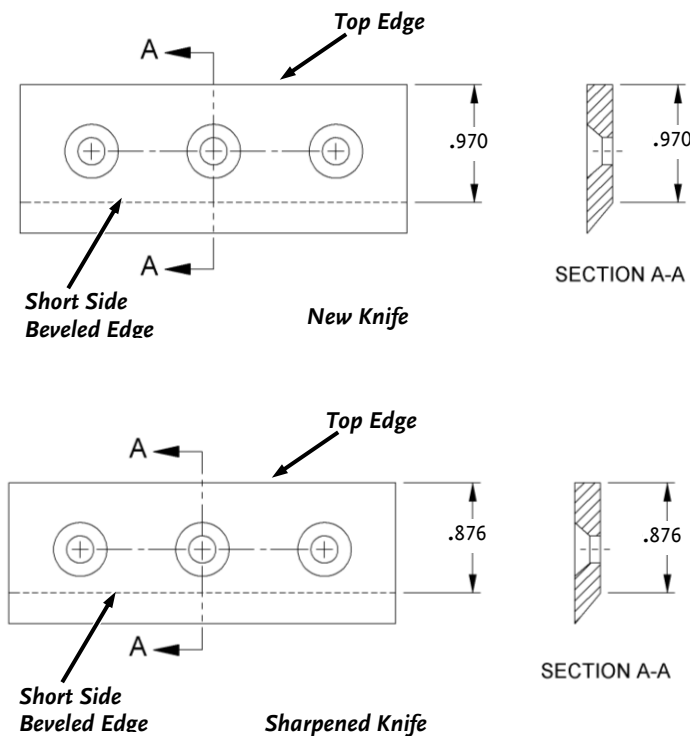 Top Edge
A
.970
.970
A
SECTION A-A
Short Side
Beveled Edge
New Knife
Top Edge
A
.876
.876
A
SECTION A-A
Short Side
Beveled Edge
Sharpened Knife